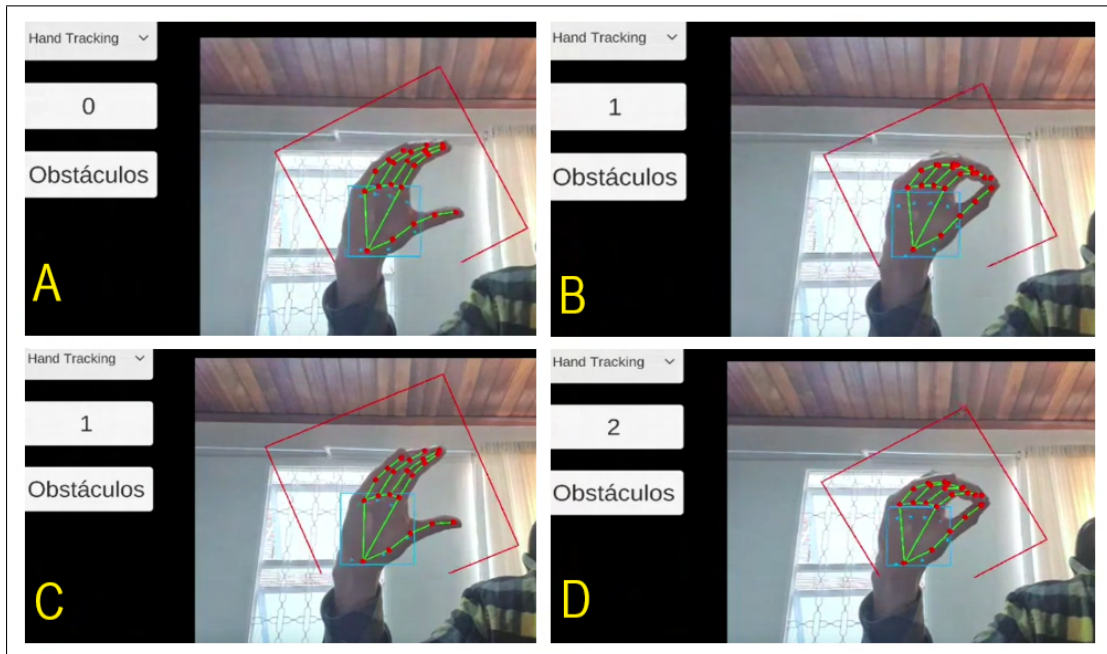 Hand Tracking
0
Obstáculos
A
Hand Tracking
1
Obstáculos
B
Hand Tracking
1
Obstáculos
C
Hand Tracking
2
Obstáculos
D